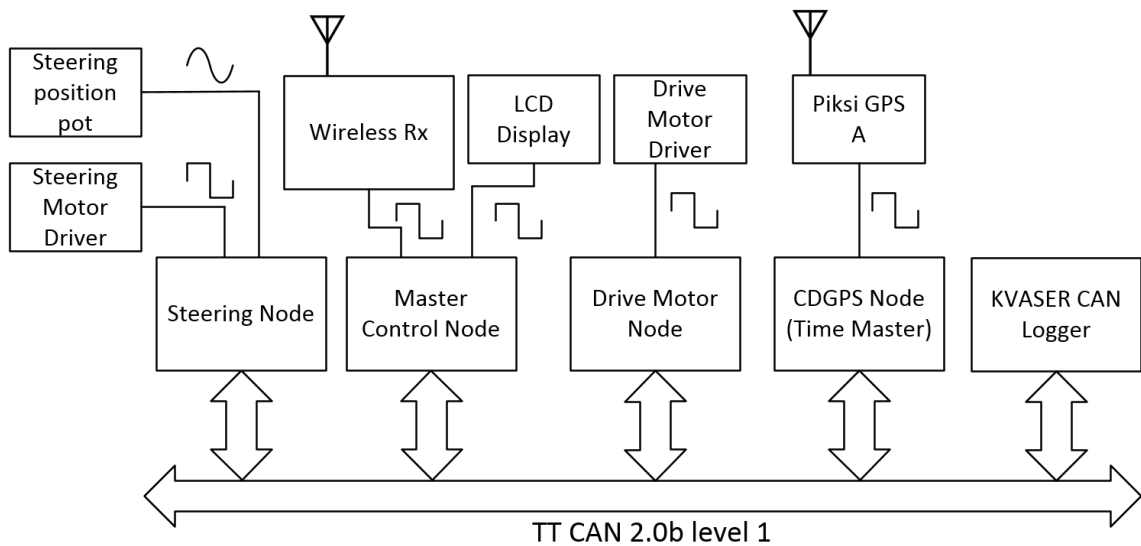 Steering
position
pot
Steering
Motor
Driver
Wireless Rx
LCD
Display
Drive
Motor
Driver
Piksi GPS
A
Steering Node
Master
Control Node
Drive Motor
Node
CDGPS Node
(Time Master)
KVASER CAN
Logger
TT CAN 2.0b level 1